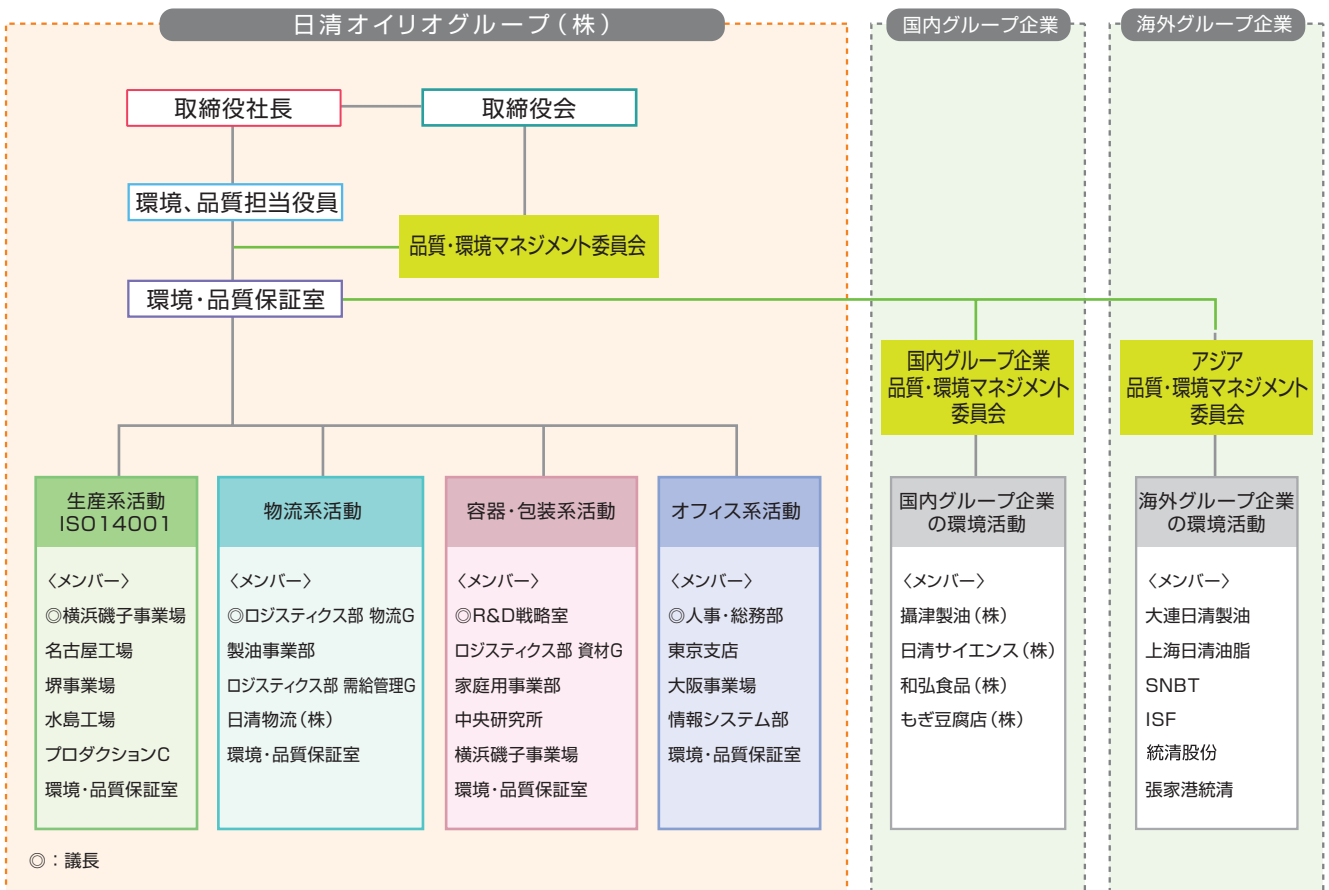 日清オイリオグループ(株)
国内グループ企業
海外グループ企業
取締役社長
取締役会
環境、品質担当役員
品質・環境マネジメント委員会
環境・品質保証室
国内グループ企業
品質・環境マネジメント
委員会
アジア
品質・環境マネジメント
委員会
生産系活動
ISO14001
〈メンバー〉
◎横浜磯子事業場
名古屋工場
堺事業場
水島工場
プロダクションC
環境・品質保証室
物流系活動
〈メンバー〉
◎ロジスティクス部 物流G
製油事業部
ロジスティクス部 需給管理G
日清物流(株)
環境・品質保証室
容器・包装系活動
〈メンバー〉
◎R&D戦略室
ロジスティクス部 資材G
家庭用事業部
中央研究所
横浜磯子事業場
環境・品質保証室
オフィス系活動
〈メンバー〉
◎人事・総務部
東京支店
大阪事業場
情報システム部
環境・品質保証室
国内グループ企業
の環境活動
〈メンバー〉
攝津製油(株)
日清サイエンス(株)
和弘食品(株)
もぎ豆腐店(株)
海外グループ企業
の環境活動
〈メンバー〉
大連日清製油
上海日清油脂
SNBT
ISF
統清股份
張家港統清
◎:議長